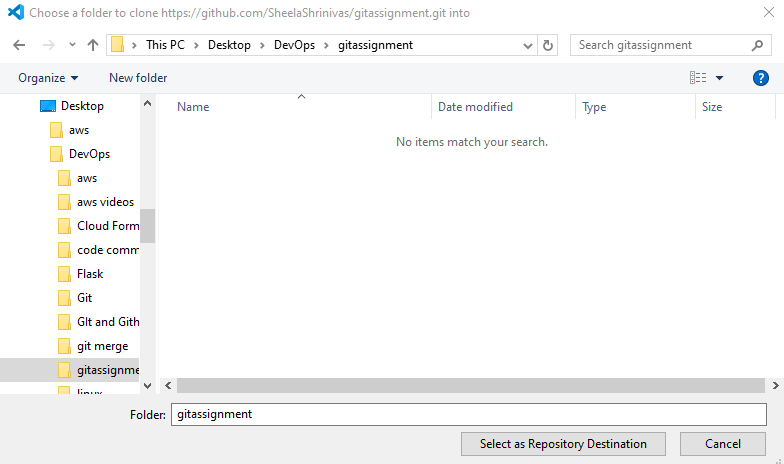 Choose a folder to clone https://github.com/SheelaShrinivas/gitassignment.git into
This PC > Desktop > DevOps > gitassignment
Search gitassignment
Organize
New folder
Name
Date modified
Type
Size
No items match your search.
Desktop
aws
DevOps
aws
aws videos
Cloud Form
code comm
Flask
Git
GIt and Gith
git merge
gitassignme
linux
Folder: gitassignment
Select as Repository Destination
Cancel